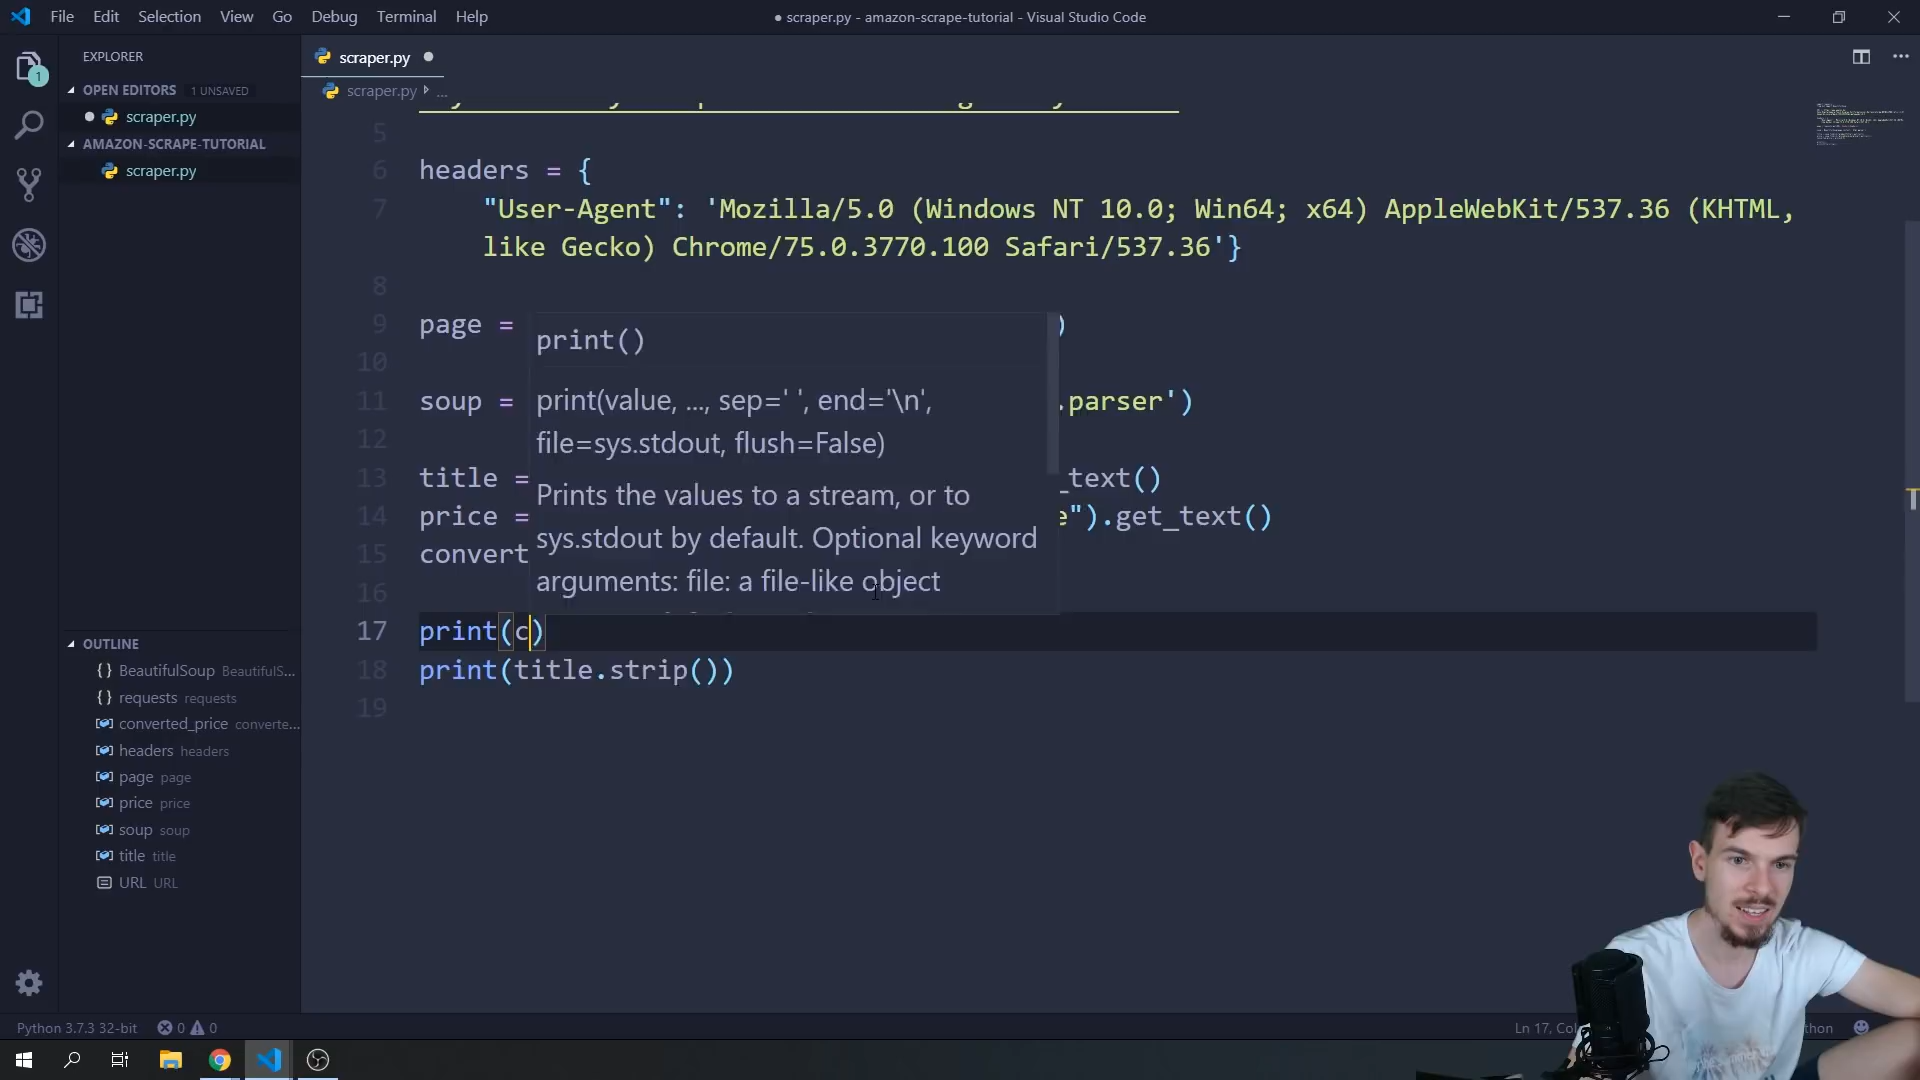 File Edit Selection View Go Debug Terminal Help
● scraper.py - amazon-scrape-tutorial - Visual Studio Code
EXPLORER
OPEN EDITORS 1 UNSAVED
scraper.py
AMAZON-SCRAPE-TUTORIAL
scraper.py
1
scraper.py
scraper.py ...
5
6 headers = {
7 "User-Agent": 'Mozilla/5.0 (Windows NT 10.0; Win64; x64) AppleWebKit/537.36 (KHTML,
like Gecko) Chrome/75.0.3770.100 Safari/537.36'}
8
9 page = )
10
11 soup = .parser')
12
13 title = _text()
14 price = e").get_text()
15 convert
16
17 print(c)
18 print(title.strip())
19
print()
print(value, ..., sep=' ', end='\n',
file=sys.stdout, flush=False)
Prints the values to a stream, or to
sys.stdout by default. Optional keyword
arguments: file: a file-like object
OUTLINE
BeautifulSoup BeautifulS...
requests requests
converted_price converte...
headers headers
page page
price price
soup soup
title title
URL URL
Python 3.7.3 32-bit 0 0
Ln 17, Col
thon